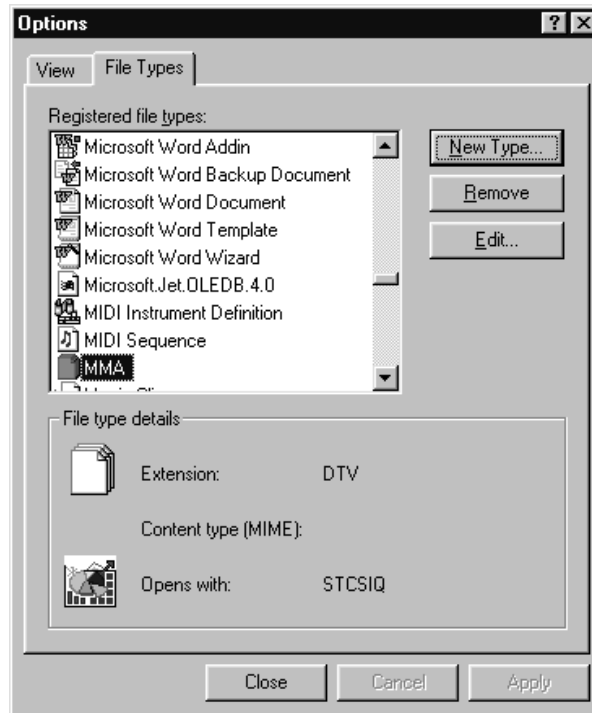 Options
View
File Types
Registered file types:
Microsoft Word Addin
Microsoft Word Backup Document
Microsoft Word Document
Microsoft Word Template
Microsoft Word Wizard
Microsoft.Jet.OLEDB.4.0
MIDI Instrument Definition
MIDI Sequence
MMA
New Type...
Remove
Edit...
File type details
Extension: DTV
Content type (MIME):
Opens with: STCSIQ
Close
Cancel
Apply